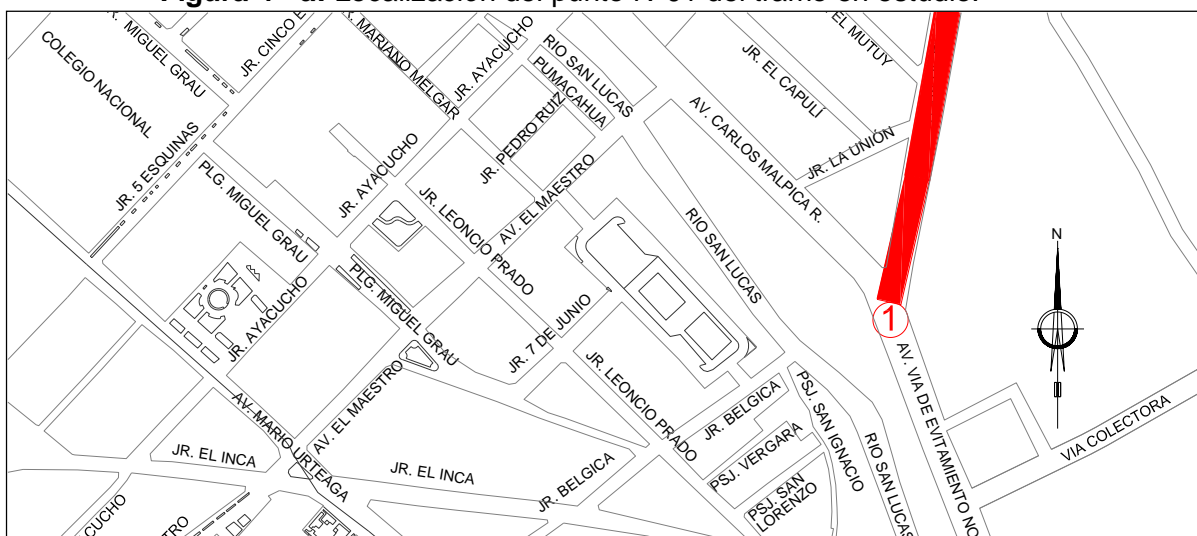 Figura a. Localización del punto N°01 del tramo en estudio.
JR. MIGUEL GRAU
JR. CINCO E
JR. MARIANO MELGAR
JR. AYACUCHO
RIO SAN LUCAS
PUMACAHUA
EL MUTUY
JR. EL CAPULÍ
COLEGIO NACIONAL
JR. 5 ESQUINAS
JR. PEDRO RUIZ
AV. CARLOS MALPICA R.
JR. LA UNIÓN
PLG. MIGUEL GRAU
JR. AYACUCHO
JR. LEONCIO PRADO
AV. EL MAESTRO
RIO SAN LUCAS
N
PLG. MIGUEL GRAU
JR. AYACUCHO
JR. 7 DE JUNIO
1
AV. VIA DE EVITAMIENTO NO
AV. EL MAESTRO
JR. LEONCIO PRADO
JR. BELGICA
PSJ. SAN IGNACIO
AV. MARIO URTEAGA
VIA COLECTORA
JR. EL INCA
JR. EL INCA
JR. BELGICA
PSJ. VERGARA
PSJ. SAN
LORENZO
RIO SAN LUCAS
CUCHO
TRO